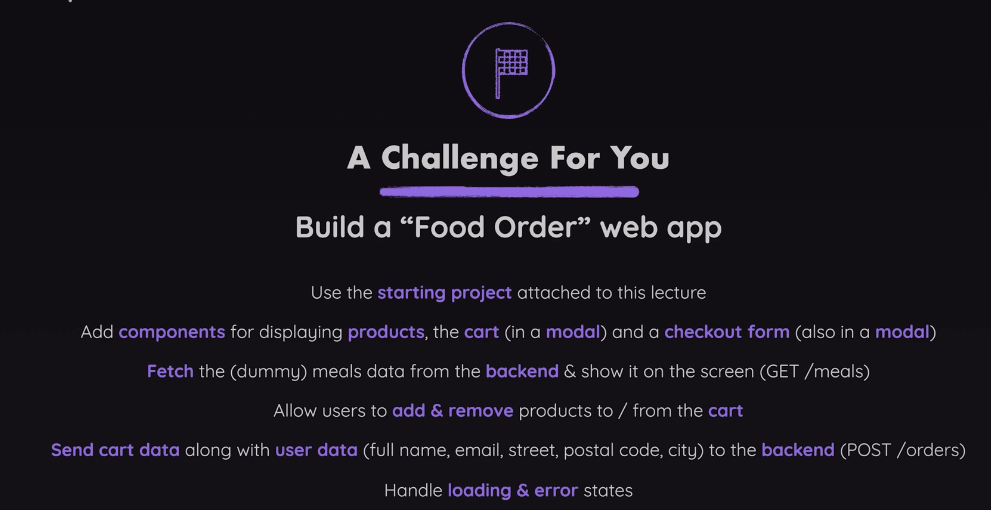 A Challenge For You
Build a “Food Order” web app
Use the starting project attached to this lecture
Add components for displaying products, the cart (in a modal) and a checkout form (also in a modal)
Fetch the (dummy) meals data from the backend & show it on the screen (GET /meals)
Allow users to add & remove products to / from the cart
Send cart data along with user data (full name, email, street, postal code, city) to the backend (POST /orders)
Handle loading & error states